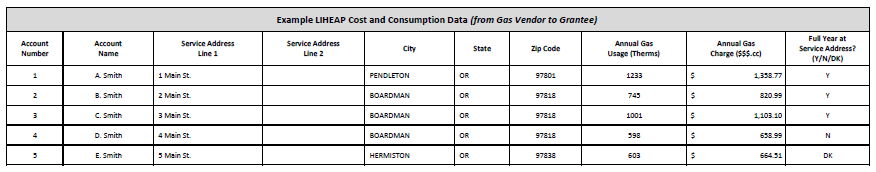 Example LIHEAP Cost and Consumption Data (from Gas Vendor to Grantee)
Account Number Account Name Service Address Line 1 Service Address Line 2 City State Zip Code Annual Gas Usage (Therms) Annual Gas Charge ($$$.cc) Full Year at Service Address? (Y/N/DK)
1 A. Smith 1 Main St. PENDLETON OR 97801 1233 $ 1,358.77 Y
2 B. Smith 2 Main St. BOARDMAN OR 97818 745 $ 820.99 Y
3 C. Smith 3 Main St. BOARDMAN OR 97818 1001 $ 1,103.10 Y
4 D. Smith 4 Main St. BOARDMAN OR 97818 598 $ 658.99 N
5 E. Smith 5 Main St. HERMISTON OR 97838 603 $ 664.51 DK